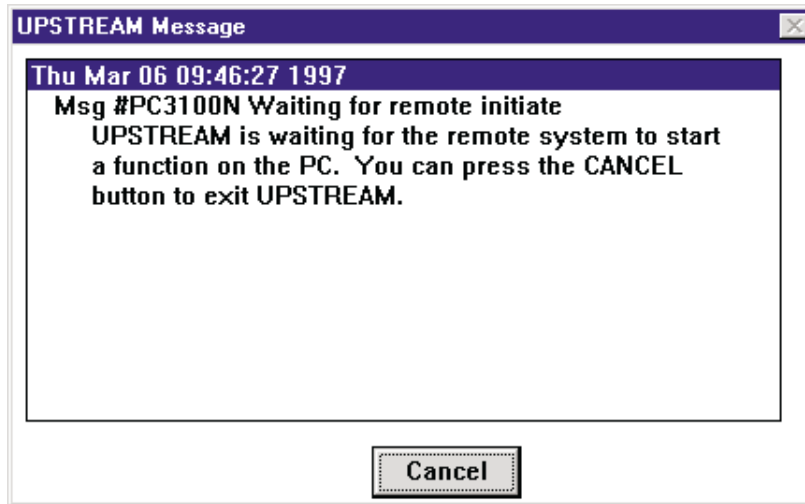 UPSTREAM Message
Thu Mar 06 09:46:27 1997
Msg #PC3100N Waiting for remote initiate
UPSTREAM is waiting for the remote system to start
a function on the PC. You can press the CANCEL
button to exit UPSTREAM.
Cancel